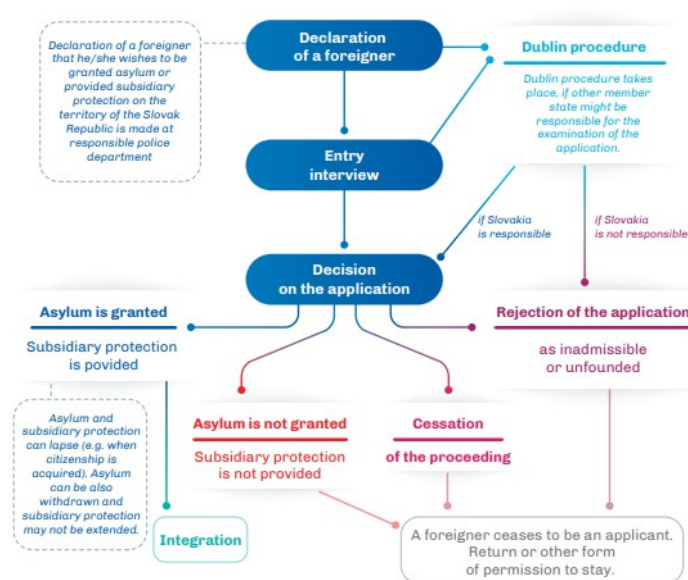 Declaration of a foreigner
that he/she wishes to be
granted asylum or
provided subsidiary
protection on the
territory of the Slovak
Republic is made at
responsible police
department
Declaration
of a foreigner
Dublin procedure
Dublin procedure takes
place, if other member
state might be
responsible for the
examination of the
application.
Entry
interview
if Slovakia
is responsible
if Slovakia
is not responsible
Decision
on the application
Asylum is granted
Subsidiary protection
is povided
Rejection of the application
as inadmissible
or unfounded
Asylum and
subsidiary protection
can lapse (e.g. when
citizenship is
acquired). Asylum
can be also
withdrawn and
subsidiary protection
may not be extended.
Asylum is not granted
Subsidiary protection
is not provided
Cessation
of the proceeding
Integration
A foreigner ceases to be an applicant.
Return or other form
of permission to stay.